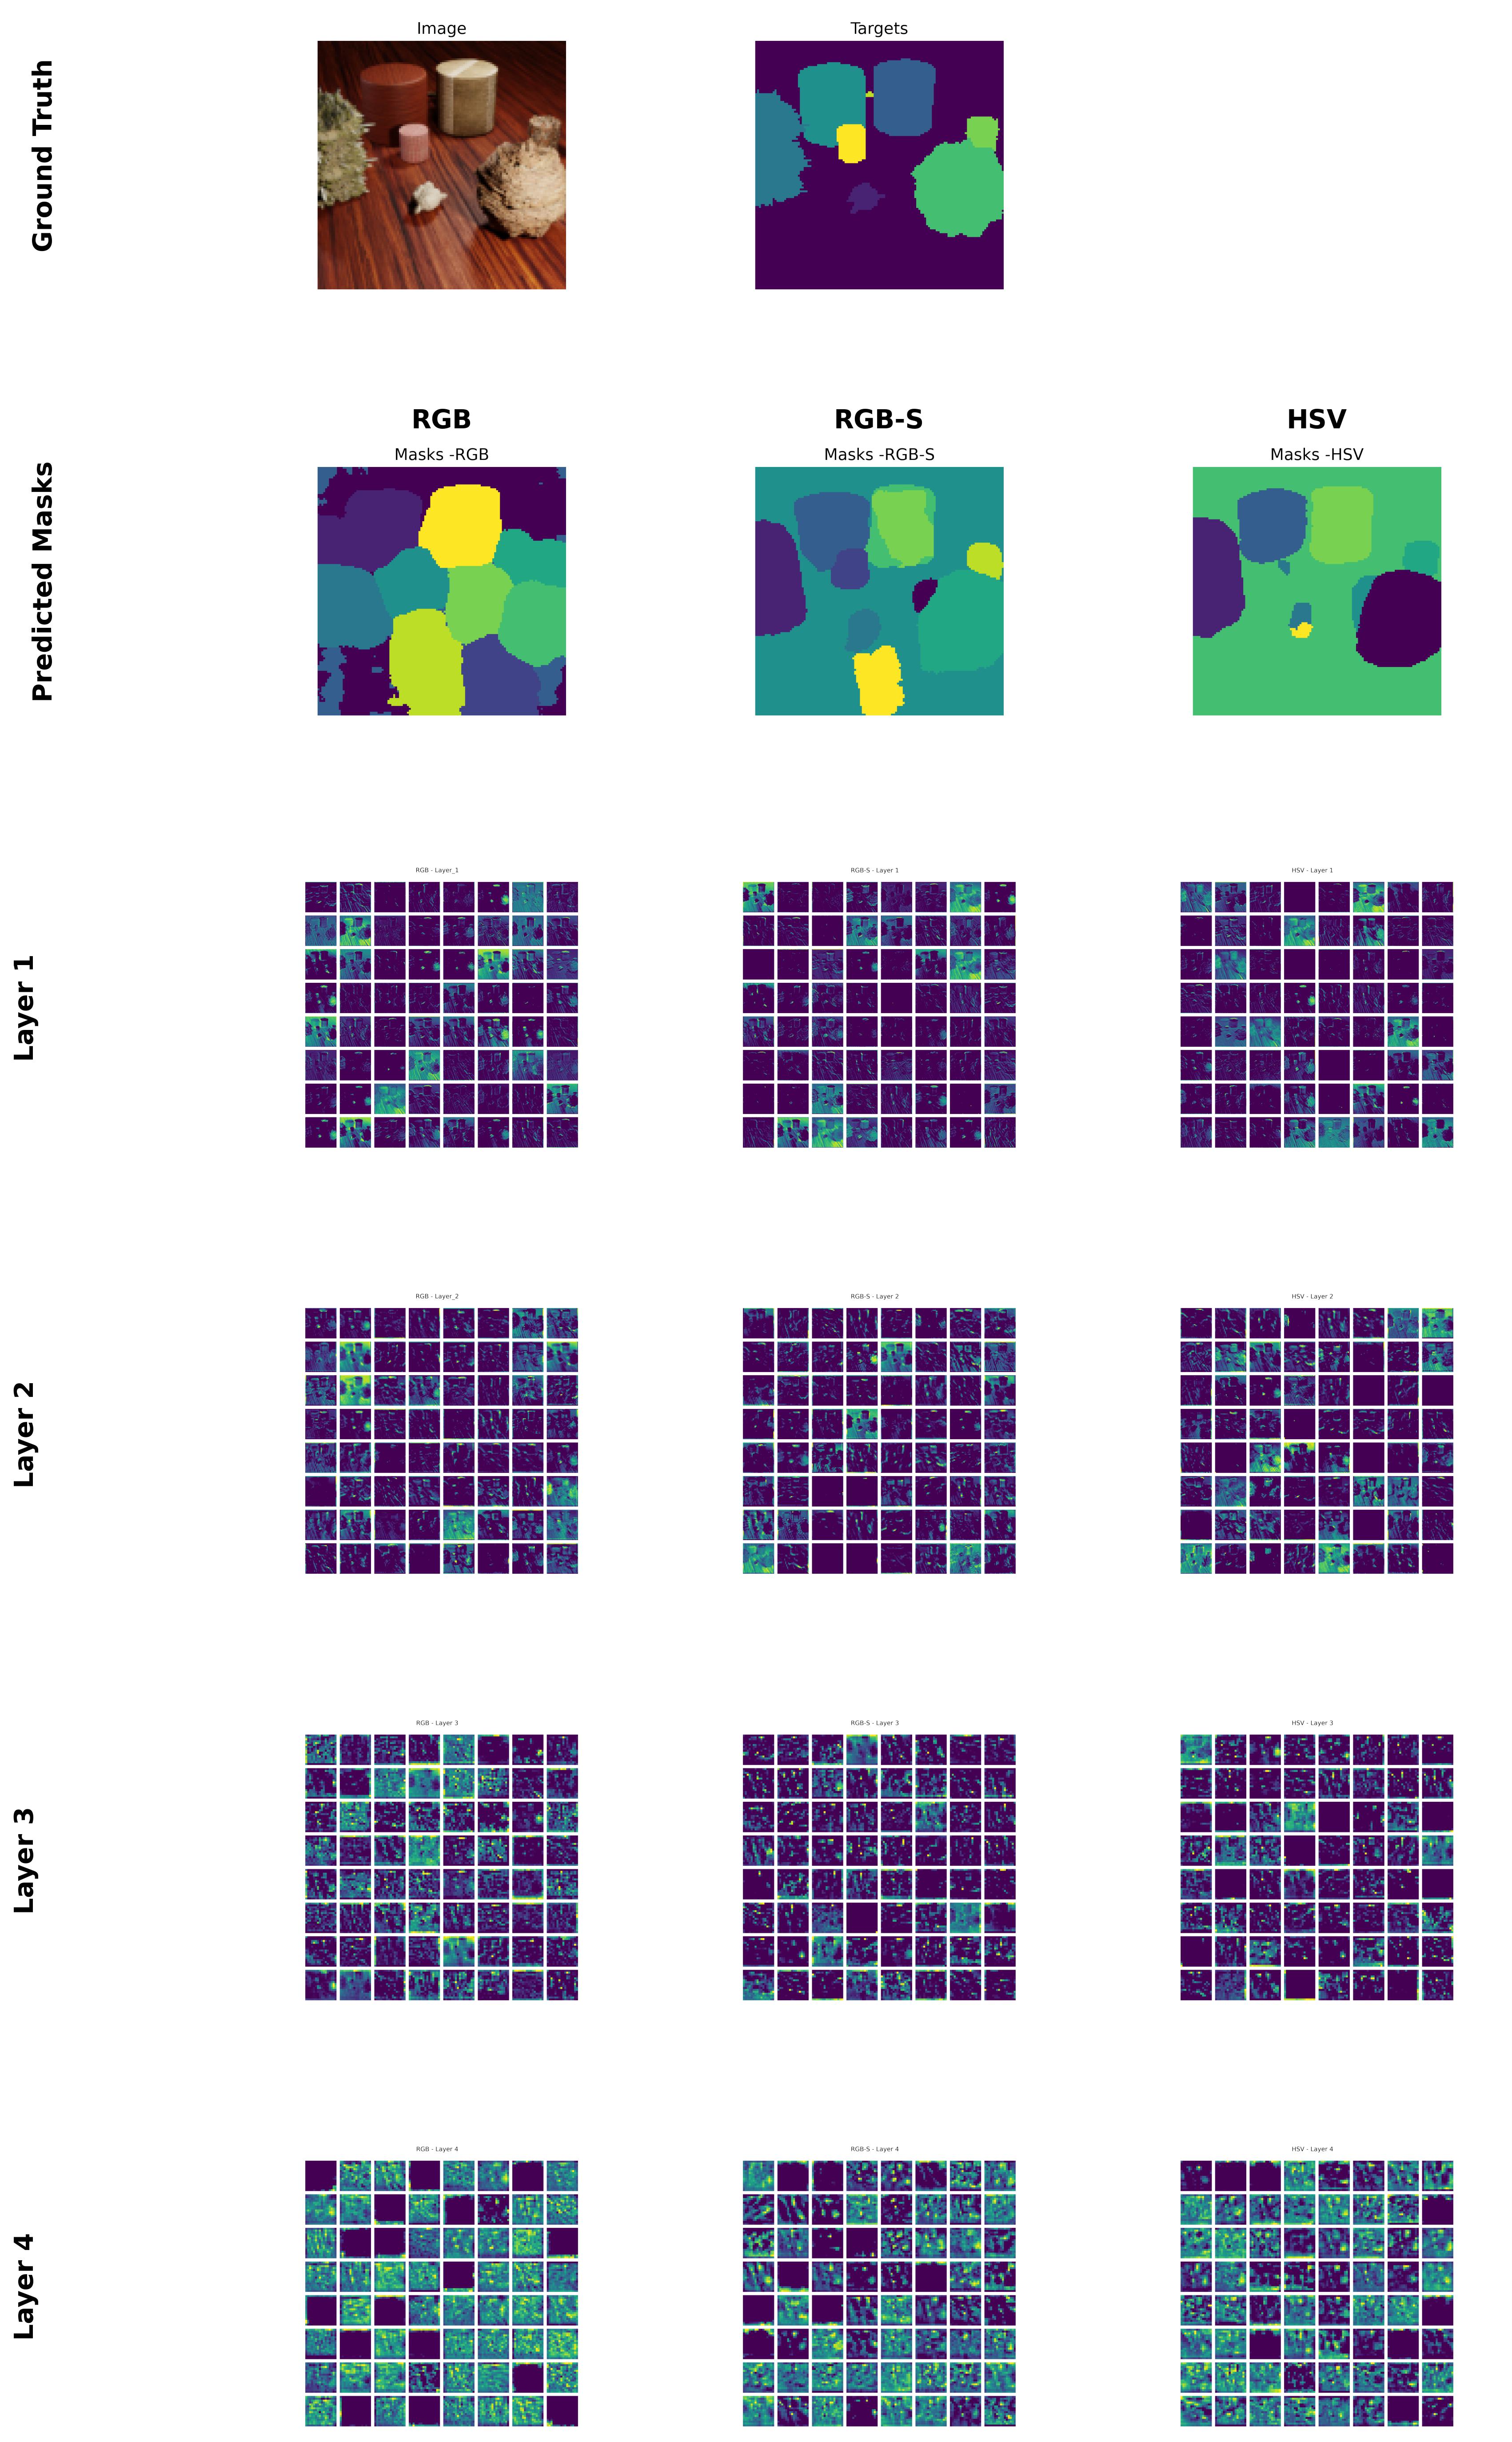 Image
Targets
Ground Truth
RGB
RGB-S
HSV
Masks -RGB
Masks -RGB-S
Masks -HSV
Predicted Masks
RGB - Layer_1
RGB-S - Layer 1
HSV - Layer 1
Layer 1
RGB - Layer_2
RGB-S - Layer 2
HSV - Layer 2
Layer 2
RGB - Layer 3
RGB-S - Layer 3
HSV - Layer 3
Layer 3
RGB - Layer 4
RGB-S - Layer 4
HSV - Layer 4
Layer 4